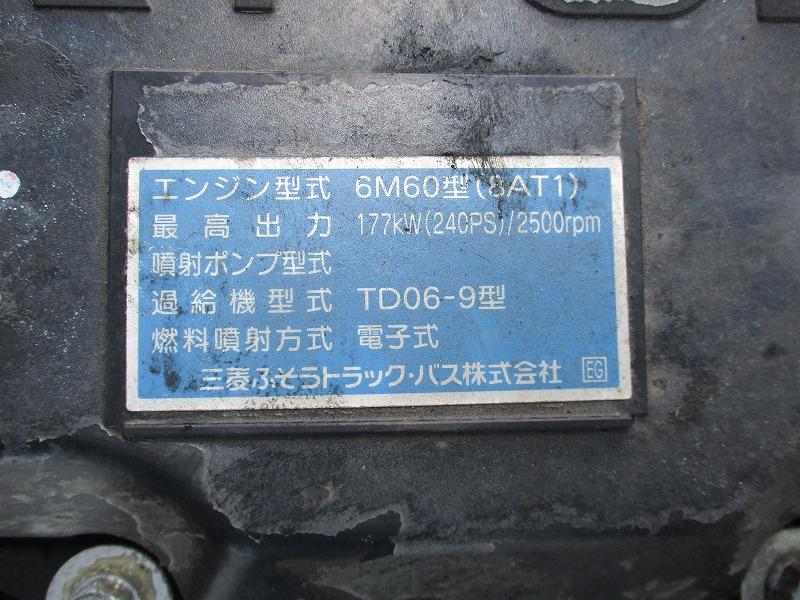 エンジン型式 6M60型(8AT1)
最高出力 177kW(240PS)/2500rpm
噴射ポンプ型式
過給機型式 TD06-9型
燃料噴射方式 電子式
三菱ふそうトラック・バス株式会社 EG